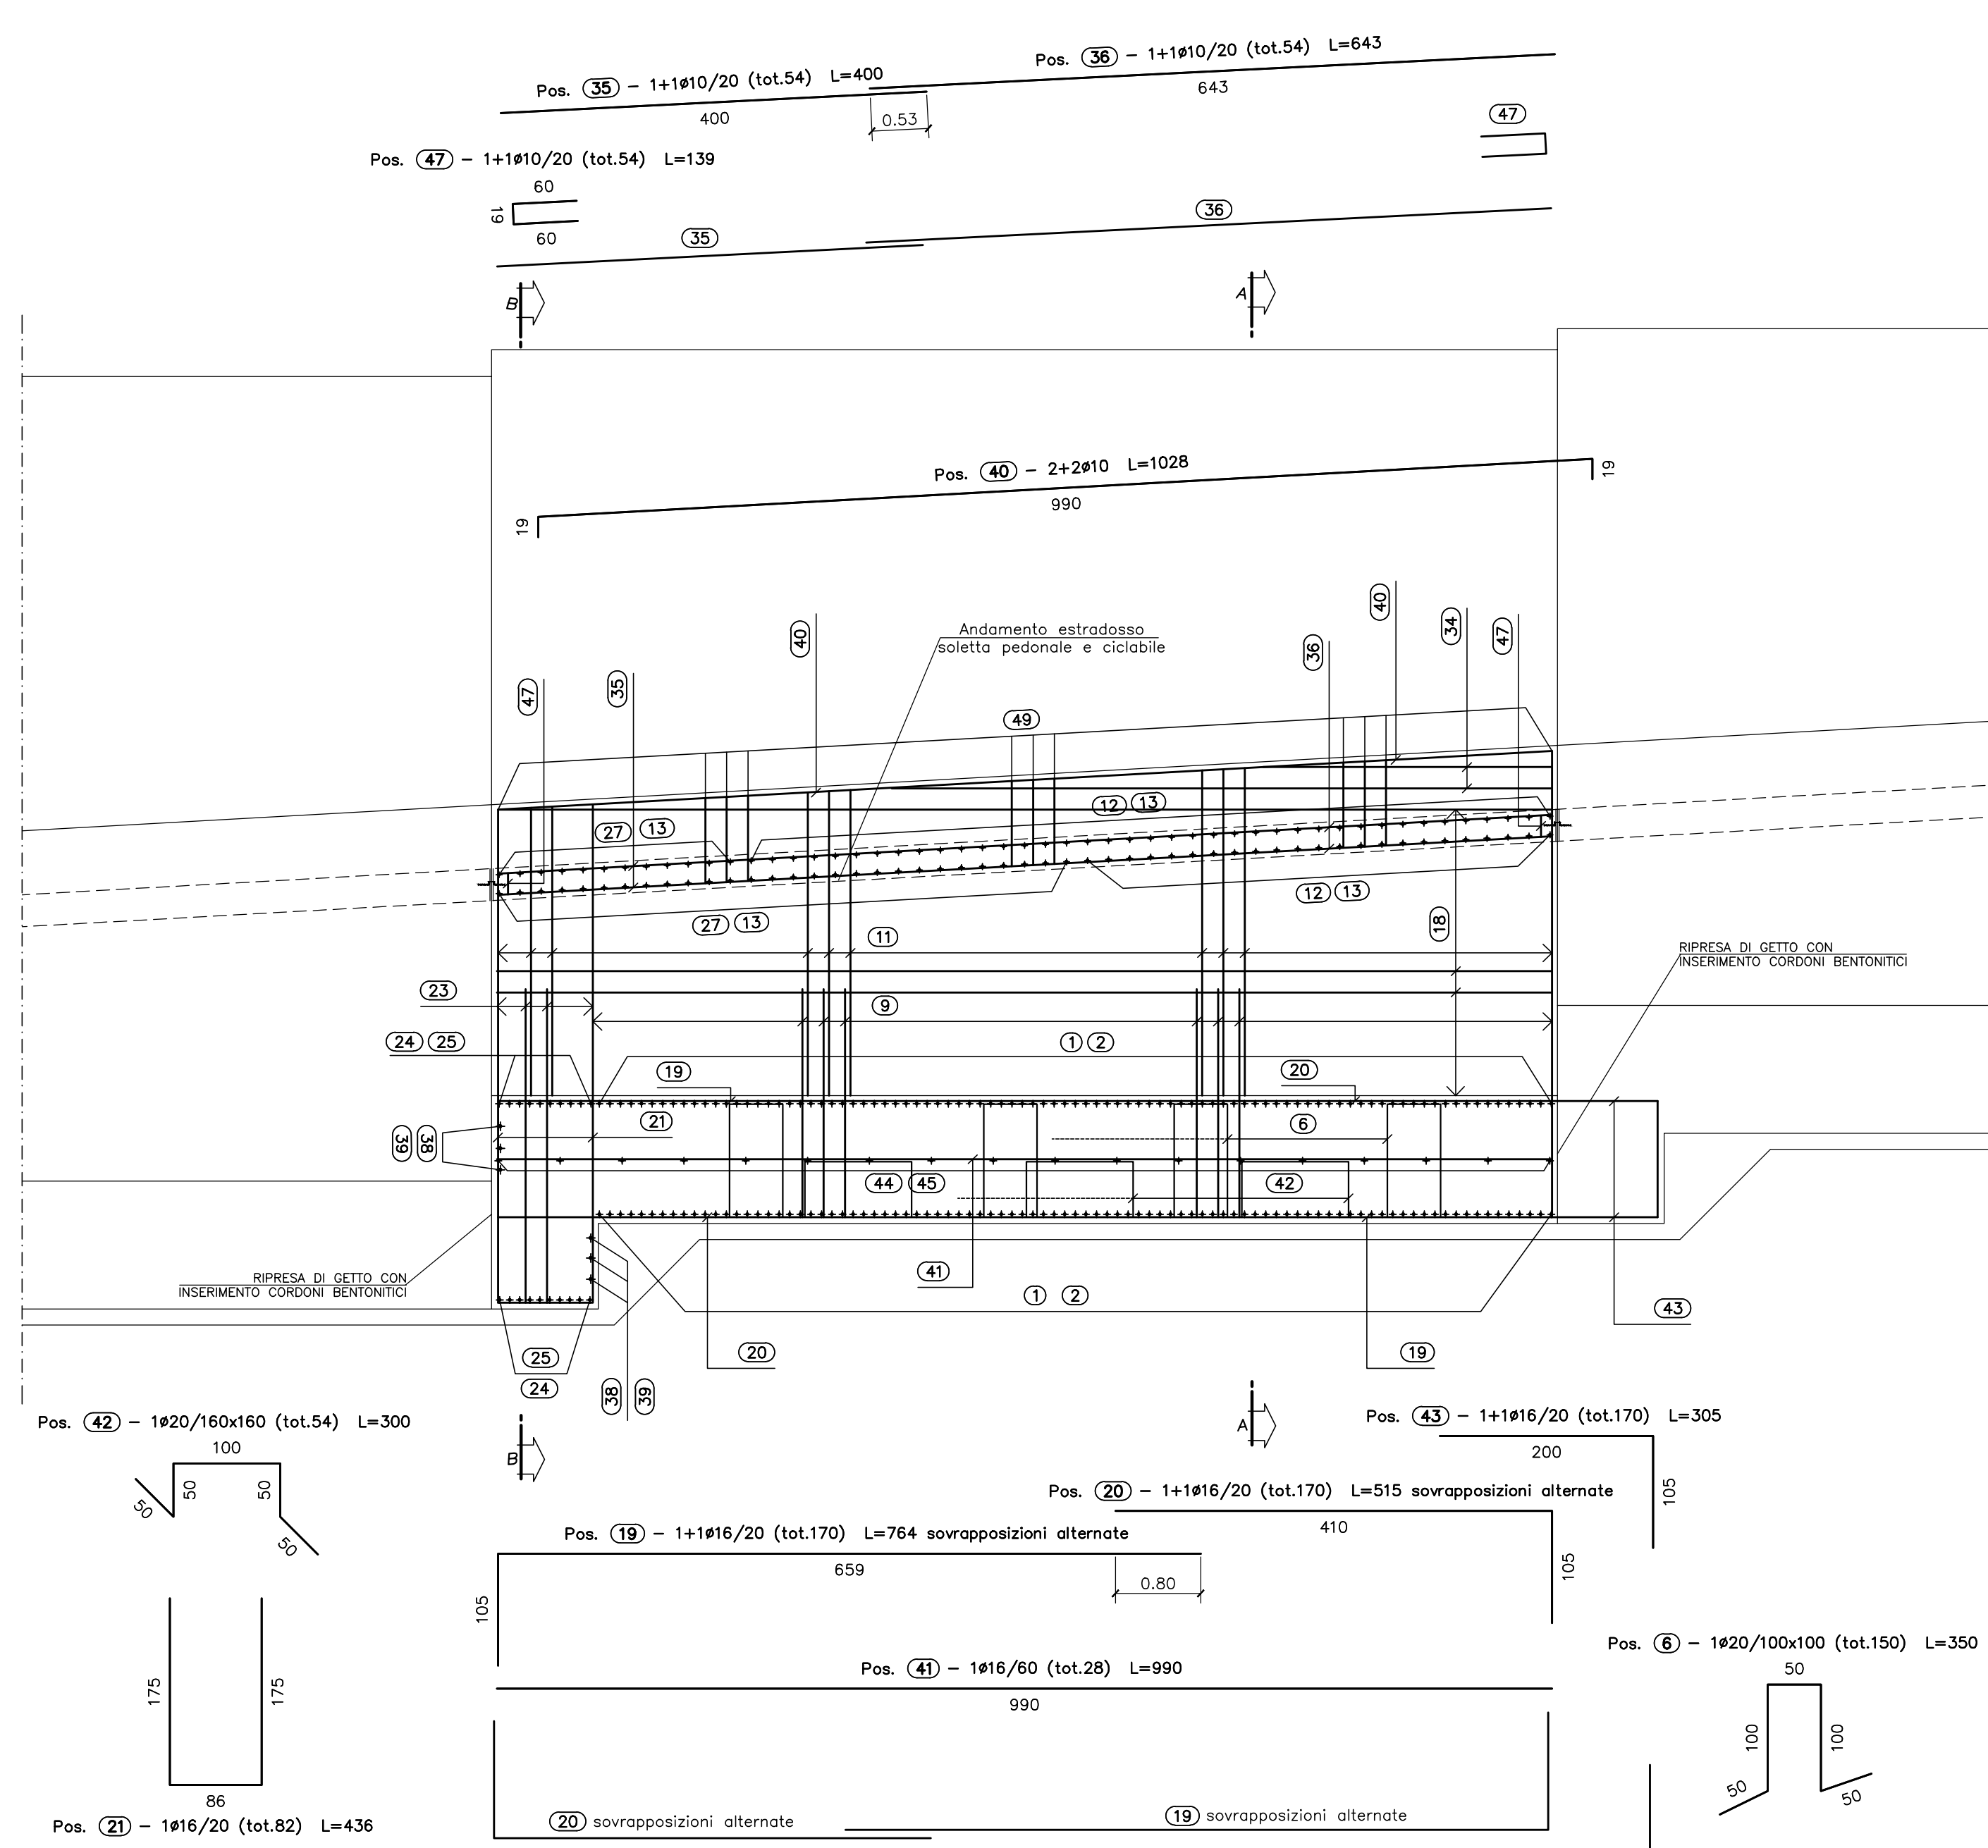 Pos. 36 – 1+1ø10/20 (tot.54) L=643
643
Pos. 35 – 1+1ø10/20 (tot.54) L=400
400
0.53
47
Pos. 47 – 1+1ø10/20 (tot.54) L=139
60
19
60
36
35
B
A
Pos. 40 – 2+2ø10 L=1028
990
19
19
Andamento estradosso
soletta pedonale e ciclabile
47
35
40
36
40
34
47
49
12 13
27 13
27 13
12 13
11
18
RIPRESA DI GETTO CON
INSERIMENTO CORDONI BENTONITICI
23
9
24 25
1 2
19
20
21
6
39 38
44 45
42
41
1 2
43
RIPRESA DI GETTO CON
INSERIMENTO CORDONI BENTONITICI
25
24
20
19
38 39
B
A
Pos. 42 – 1ø20/160x160 (tot.54) L=300
100
50
50
50
50
Pos. 43 – 1+1ø16/20 (tot.170) L=305
200
105
Pos. 20 – 1+1ø16/20 (tot.170) L=515 sovrapposizioni alternate
410
105
Pos. 19 – 1+1ø16/20 (tot.170) L=764 sovrapposizioni alternate
659
0.80
105
Pos. 41 – 1ø16/60 (tot.28) L=990
990
Pos. 6 – 1ø20/100x100 (tot.150) L=350
50
100
100
50
50
175
175
86
Pos. 21 – 1ø16/20 (tot.82) L=436
20 sovrapposizioni alternate
19 sovrapposizioni alternate